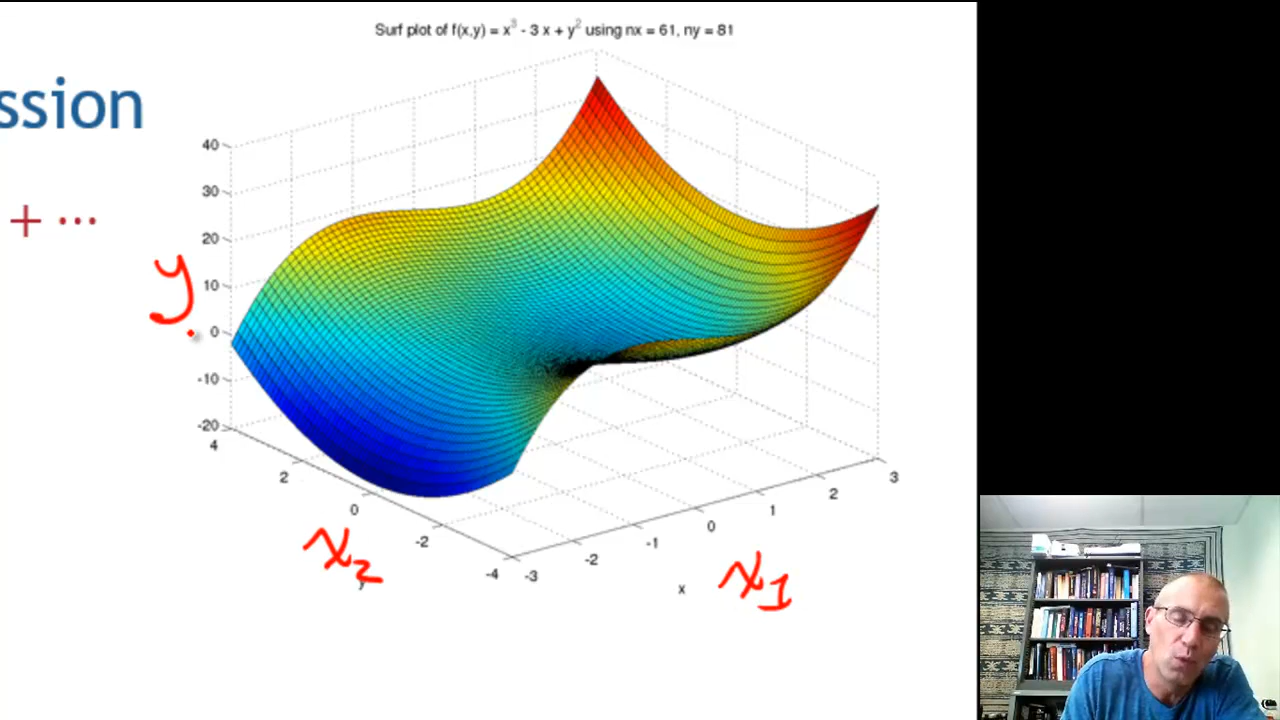 Surf plot of f(x,y) = x³ - 3 x + y² using nx = 61, ny = 81
ssion
+ ···
40
30
20
10
0
-10
-20
y
4
2
0
-2
-4
x₂
y
-3
-2
-1
0
1
2
3
x
x₁